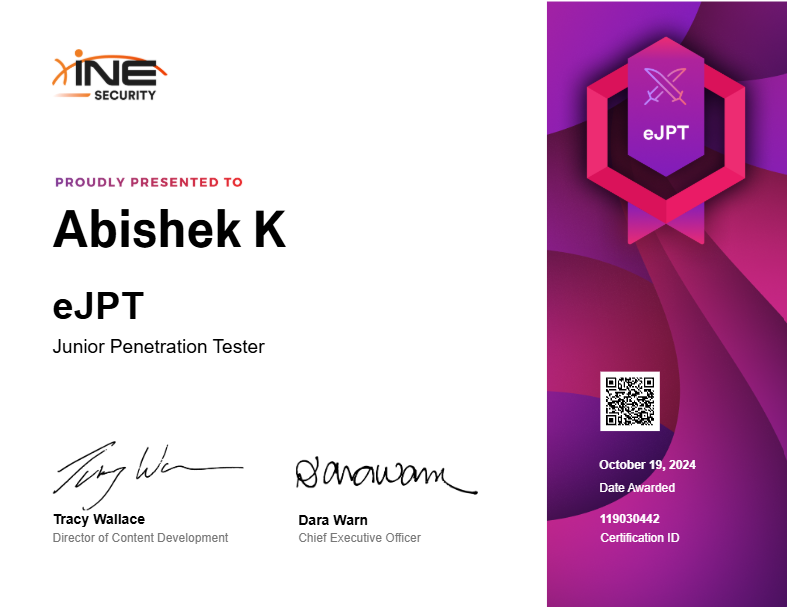 INE
SECURITY
PROUDLY PRESENTED TO
Abishek K
eJPT
Junior Penetration Tester
Tracy Wallace
Director of Content Development
Dara Warn
Chief Executive Officer
eJPT
October 19, 2024
Date Awarded
119030442
Certification ID